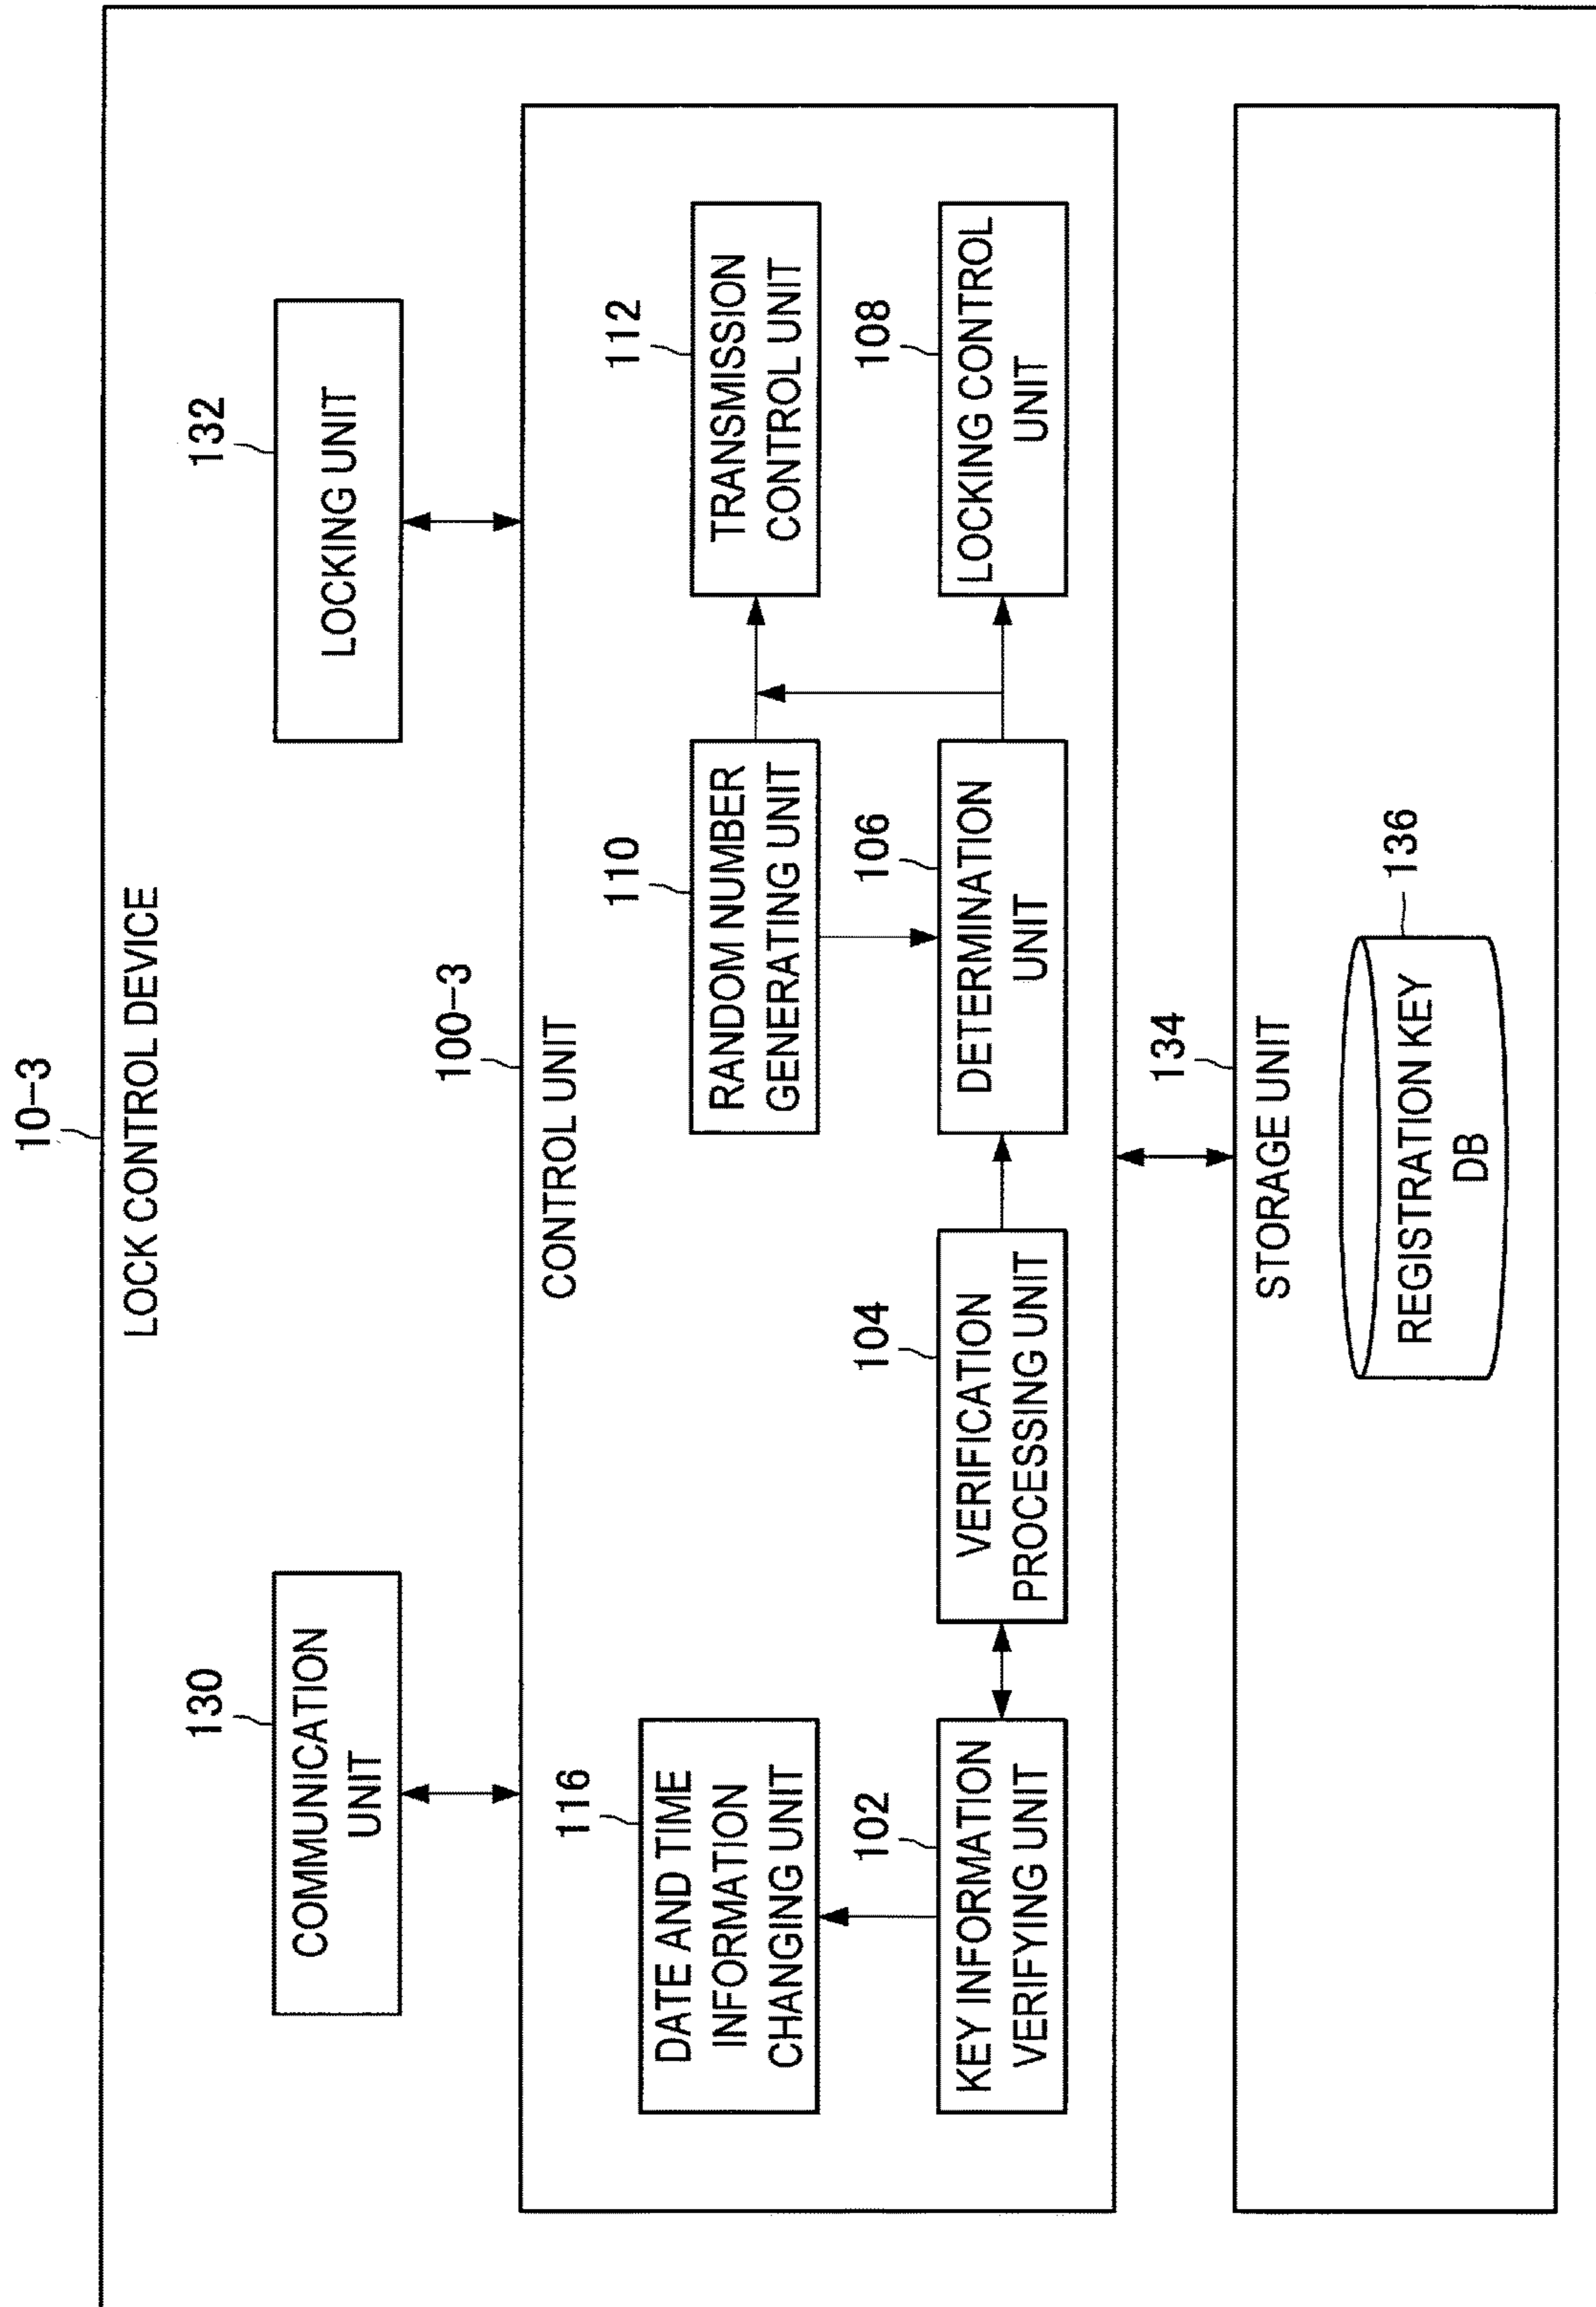 10-3
LOCK CONTROL DEVICE
130
COMMUNICATION
UNIT
132
LOCKING UNIT
100-3
CONTROL UNIT
116
DATE AND TIME
INFORMATION
CHANGING UNIT
110
RANDOM NUMBER
GENERATING UNIT
112
TRANSMISSION
CONTROL UNIT
102
KEY INFORMATION
VERIFYING UNIT
104
VERIFICATION
PROCESSING UNIT
106
DETERMINATION
UNIT
108
LOCKING CONTROL
UNIT
134
STORAGE UNIT
136
REGISTRATION KEY
DB